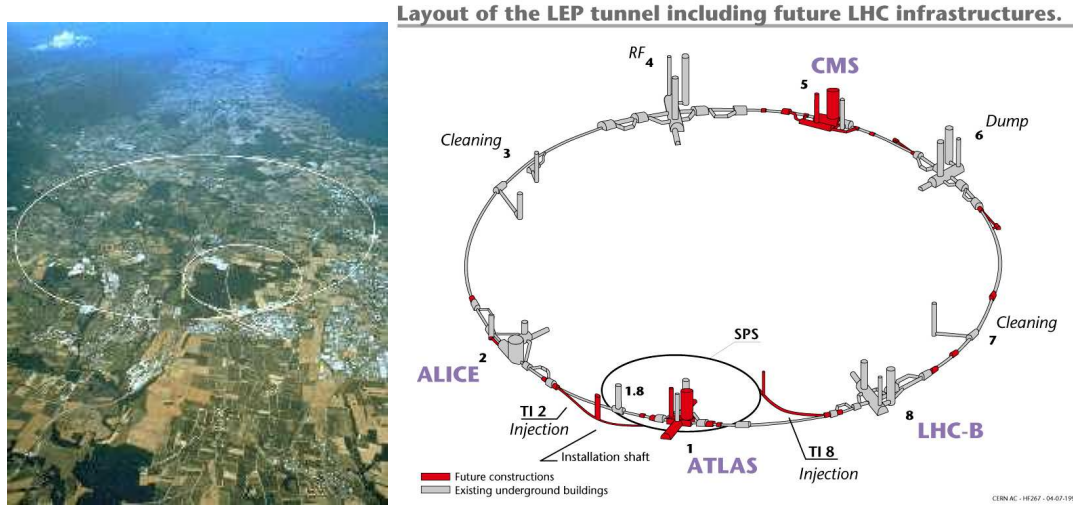 Layout of the LEP tunnel including future LHC infrastructures.
RF
4
CMS
5
Dump
6
Cleaning
3
Cleaning
7
SPS
ALICE
2
1.8
TI 2
Injection
Installation shaft
1
ATLAS
TI 8
Injection
8
LHC-B
Future constructions
Existing underground buildings
CERN AC - HF267 - 04-07-199